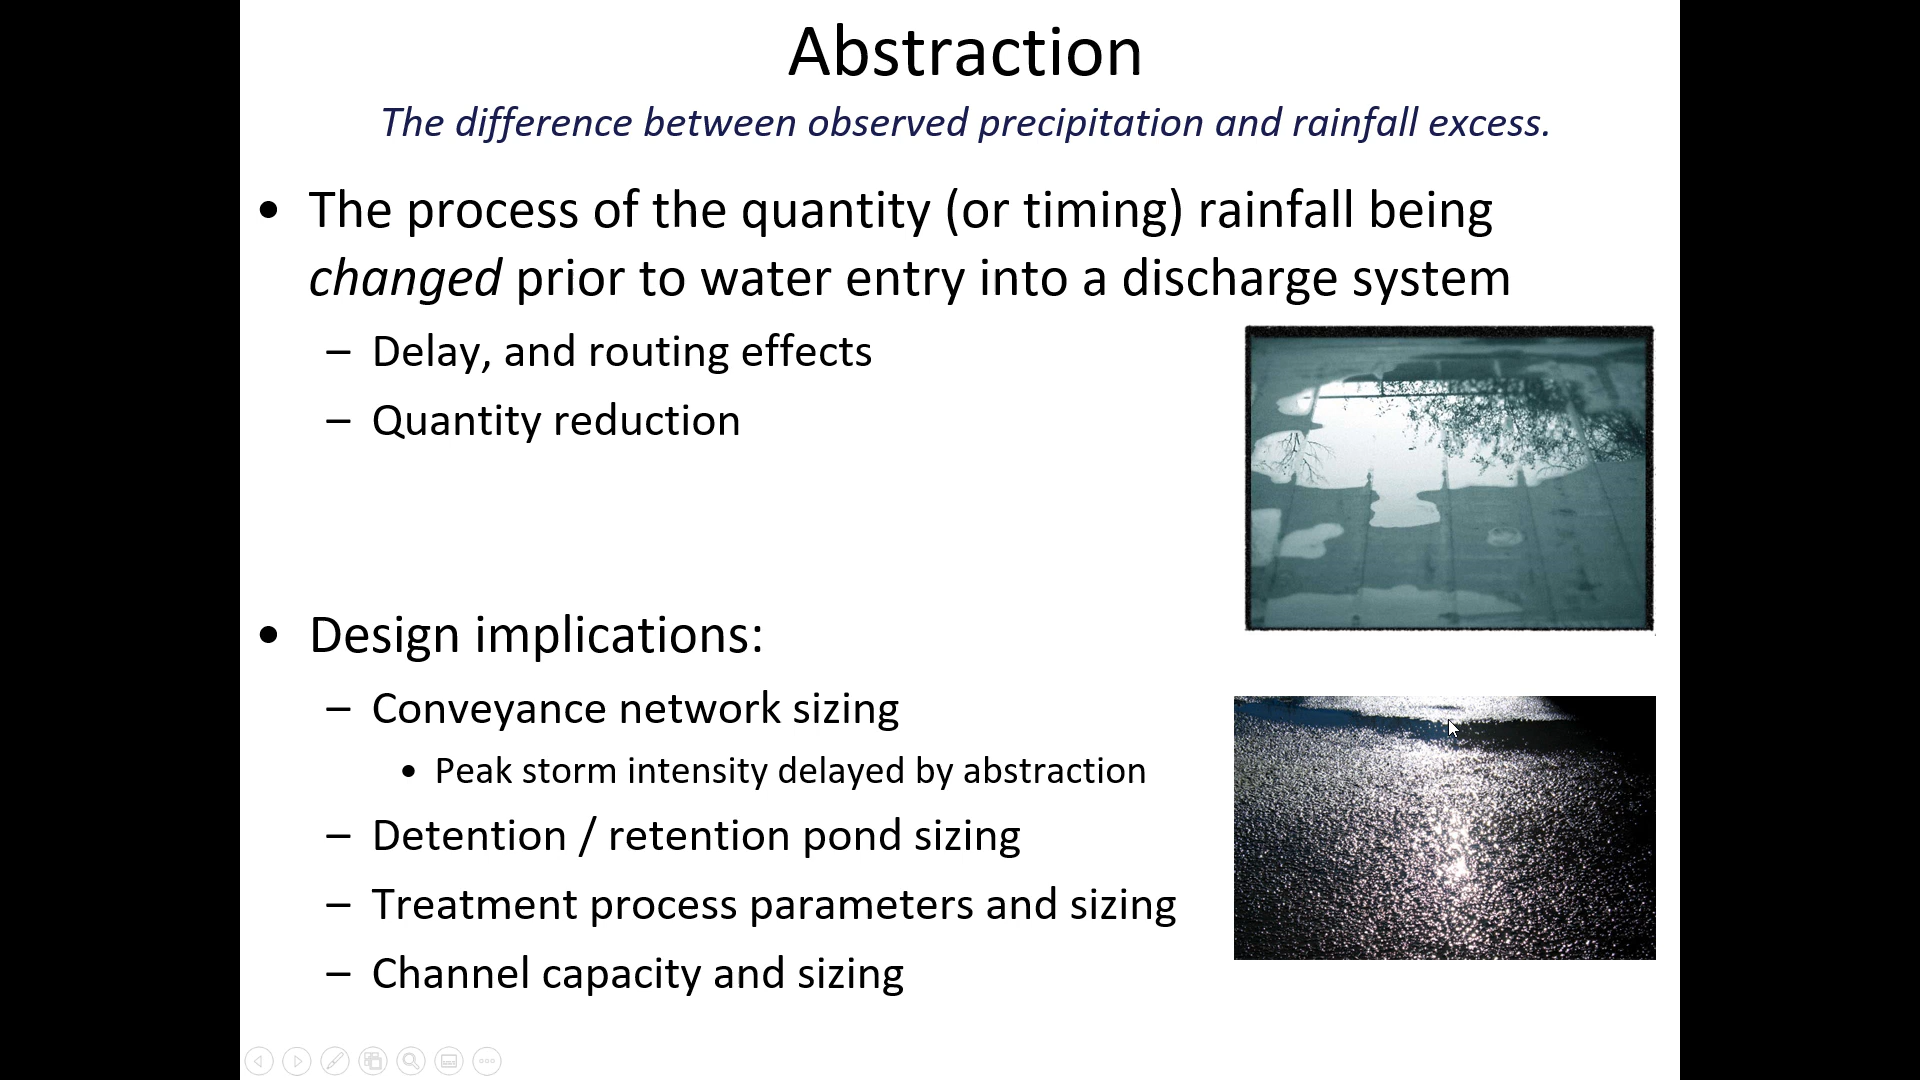 Abstraction
The difference between observed precipitation and rainfall excess.
• The process of the quantity (or timing) rainfall being
changed prior to water entry into a discharge system
– Delay, and routing effects
– Quantity reduction
• Design implications:
– Conveyance network sizing
• Peak storm intensity delayed by abstraction
– Detention / retention pond sizing
– Treatment process parameters and sizing
– Channel capacity and sizing